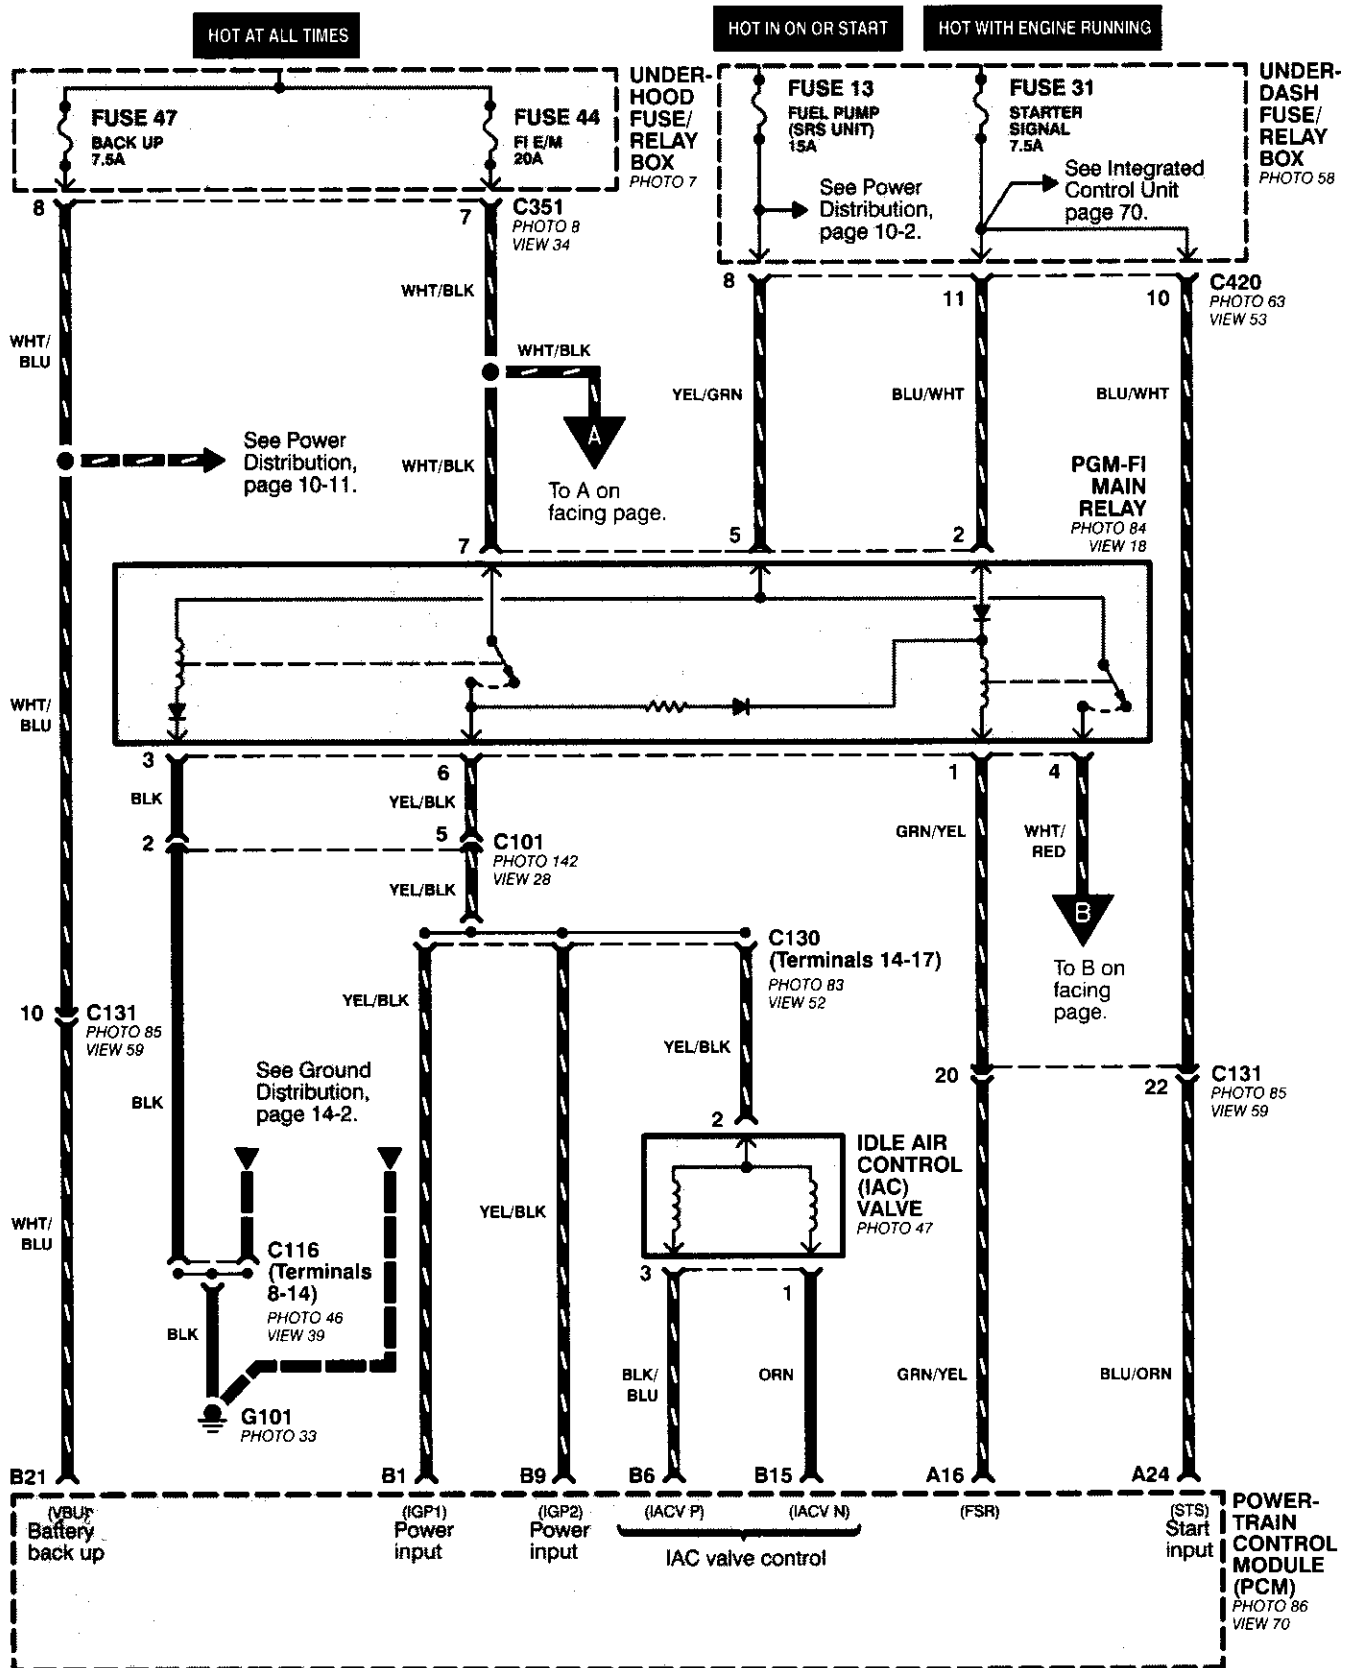 HOT AT ALL TIMES
HOT IN ON OR START
HOT WITH ENGINE RUNNING
FUSE 47
BACK UP
7.5A
FUSE 44
FI E/M
20A
UNDER-
HOOD
FUSE/
RELAY
BOX
PHOTO 7
FUSE 13
FUEL PUMP
(SRS UNIT)
15A
See Power
Distribution,
page 10-2.
FUSE 31
STARTER
SIGNAL
7.5A
See Integrated
Control Unit
page 70.
UNDER-
DASH
FUSE/
RELAY
BOX
PHOTO 58
8
7
C351
PHOTO 8
VIEW 34
8
11
10
C420
PHOTO 63
VIEW 53
WHT/BLK
WHT/
BLU
WHT/BLK
YEL/GRN
BLU/WHT
BLU/WHT
A
See Power
Distribution,
page 10-11.
WHT/BLK
To A on
facing page.
PGM-FI
MAIN
RELAY
PHOTO 84
VIEW 18
7
5
2
WHT/
BLU
3
6
1
4
BLK
YEL/BLK
GRN/YEL
WHT/
RED
2
5
C101
PHOTO 142
VIEW 28
YEL/BLK
B
C130
(Terminals 14-17)
PHOTO 83
VIEW 52
To B on
facing
page.
10
C131
PHOTO 85
VIEW 59
YEL/BLK
YEL/BLK
20
22
C131
PHOTO 85
VIEW 59
See Ground
Distribution,
page 14-2.
BLK
2
IDLE AIR
CONTROL
(IAC)
VALVE
PHOTO 47
WHT/
BLU
YEL/BLK
C116
(Terminals
8-14)
PHOTO 46
VIEW 39
3
1
BLK
BLK/
BLU
ORN
GRN/YEL
BLU/ORN
G101
PHOTO 33
B21
B1
B9
B6
B15
A16
A24
(VBU)
Battery
back up
(IGP1)
Power
input
(IGP2)
Power
input
(IACV P)
(IACV N)
IAC valve control
(FSR)
(STS)
Start
input
POWER-
TRAIN
CONTROL
MODULE
(PCM)
PHOTO 86
VIEW 70